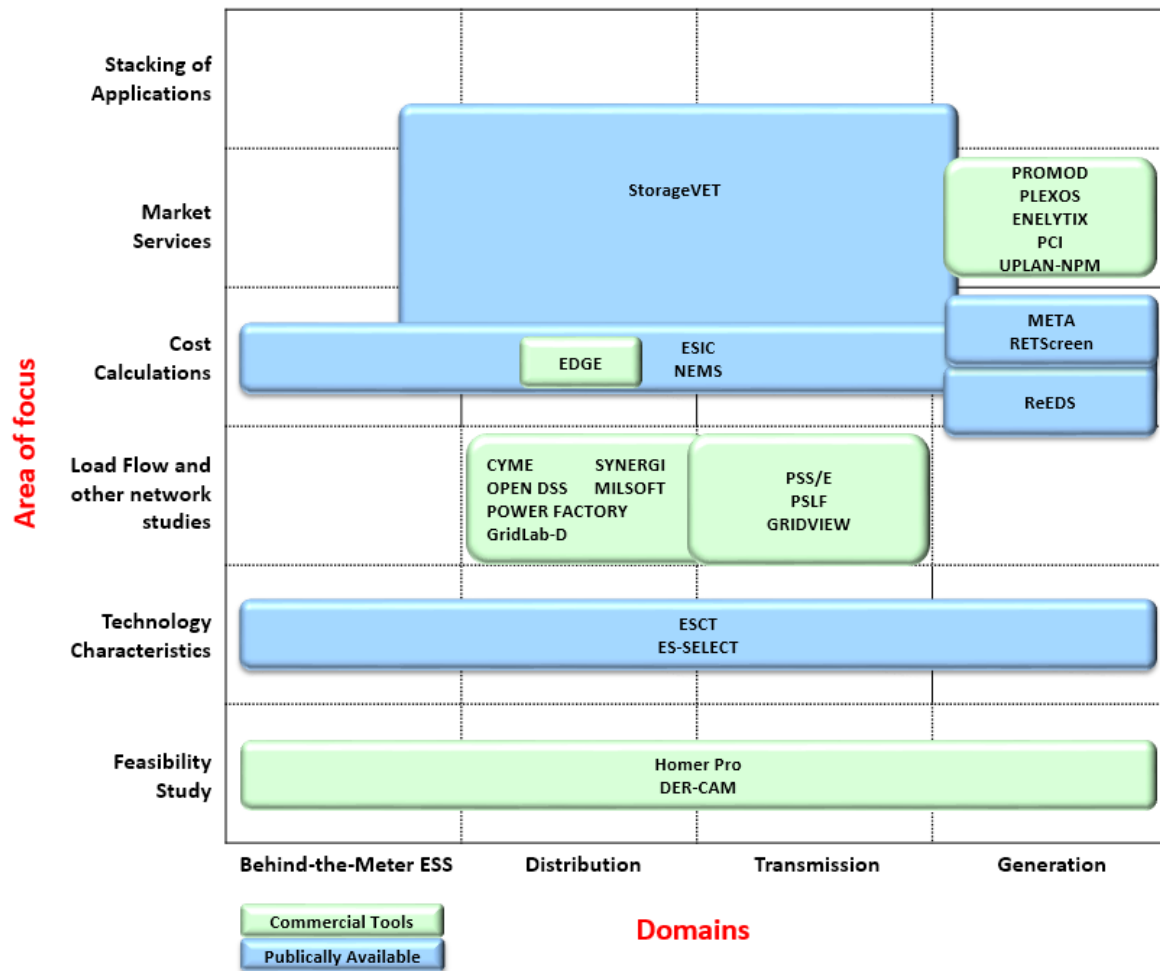 Stacking of
Applications
StorageVET
Market
Services
PROMOD
PLEXOS
ENELYTIX
PCI
UPLAN-NPM
Cost
Calculations
EDGE
ESIC
NEMS
META
RETScreen
ReEDS
Area of focus
Load Flow and
other network
studies
CYME SYNERGI
OPEN DSS MILSOFT
POWER FACTORY
GridLab-D
PSS/E
PSLF
GRIDVIEW
Technology
Characteristics
ESCT
ES-SELECT
Feasibility
Study
Homer Pro
DER-CAM
Behind-the-Meter ESS Distribution Transmission Generation
Commercial Tools
Publically Available
Domains